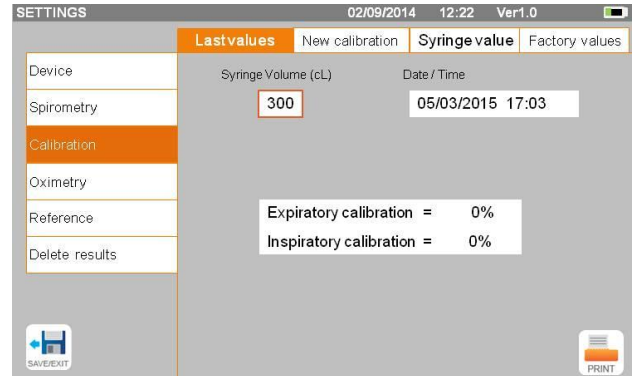 SETTINGS 02/09/2014 12:22 Ver1.0
Last values New calibration Syringe value Factory values
Device
Spirometry
Calibration
Oximetry
Reference
Delete results
Syringe Volume (cL) Date / Time
300 05/03/2015 17:03
Expiratory calibration = 0%
Inspiratory calibration = 0%
SAVE/EXIT
PRINT